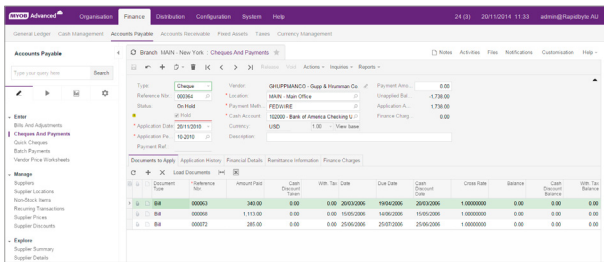 MYOB Advanced Organisation Finance Distribution Configuration System Help 24 (3) 20/11/2014 11:33 admin@Rapidbyte AU
General Ledger Cash Management Accounts Payable Accounts Receivable Fixed Assets Taxes Currency Management
Accounts Payable Branch MAIN - New York : Cheques And Payments Notes Activities Files Notifications Customisation Help
Type your query here Search
Release Void Actions Inquiries Reports
Enter
Bills And Adjustments
Cheques And Payments
Quick Cheques
Batch Payments
Vendor Price Worksheets
Manage
Suppliers
Supplier Locations
Non-Stock Items
Recurring Transactions
Supplier Prices
Supplier Discounts
Explore
Supplier Summary
Supplier Details
Type: Cheque Vendor: GHUPPMANCO - Gupp & Hrumman Co. Payment Amo... 0.00
Reference Nbr: 000364 * Location: MAIN - Main Office Unapplied Bal... -1,738.00
Status: On Hold * Payment Meth... FEDWIRE Application A... 1,738.00
Hold * Cash Account: 102000 - Bank of America Checking U Finance Charg 0.00
* Application Date: 20/11/2010 Currency: USD 1.00 View base
* Application Pe... 10-2010 Description:
Payment Ref.:
Documents to Apply Application History Financial Details Remittance Information Finance Charges
Load Documents
Document Type *Reference Nbr Amount Paid Cash Discount Taken With. Tax Date Due Date Cash Discount Date Cross Rate Balance Cash Discount Balance With. Tax Balance
Bill 000063 340.00 0.00 0.00 20/03/2006 19/04/2006 20/03/2006 1.00000000 0.00 0.00 0.00
Bill 000068 1,113.00 0.00 0.00 15/05/2006 14/06/2006 15/05/2006 1.00000000 0.00 0.00 0.00
Bill 000072 285.00 0.00 0.00 25/06/2006 25/07/2006 25/06/2006 1.00000000 0.00 0.00 0.00